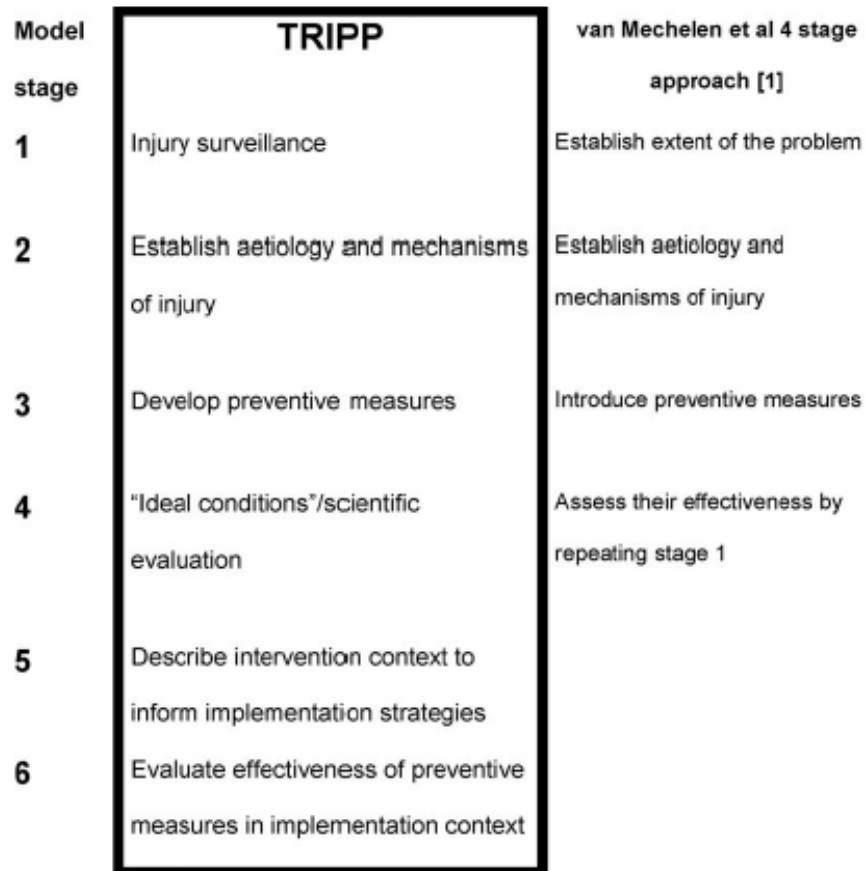 Model stage
TRIPP
van Mechelen et al 4 stage
approach [1]
1
Injury surveillance
Establish extent of the problem
2
Establish aetiology and mechanisms
of injury
Establish aetiology and
mechanisms of injury
3
Develop preventive measures
Introduce preventive measures
4
“Ideal conditions”/scientific
evaluation
Assess their effectiveness by
repeating stage 1
5
Describe intervention context to
inform implementation strategies
6
Evaluate effectiveness of preventive
measures in implementation context